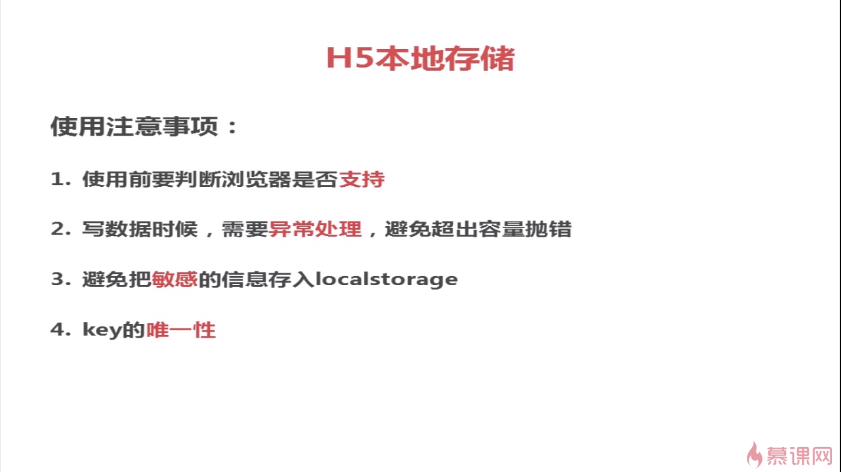 H5本地存储
使用注意事项：
1. 使用前要判断浏览器是否支持
2. 写数据时候，需要异常处理，避免超出容量抛错
3. 避免把敏感的信息存入localstorage
4. key的唯一性
慕课网